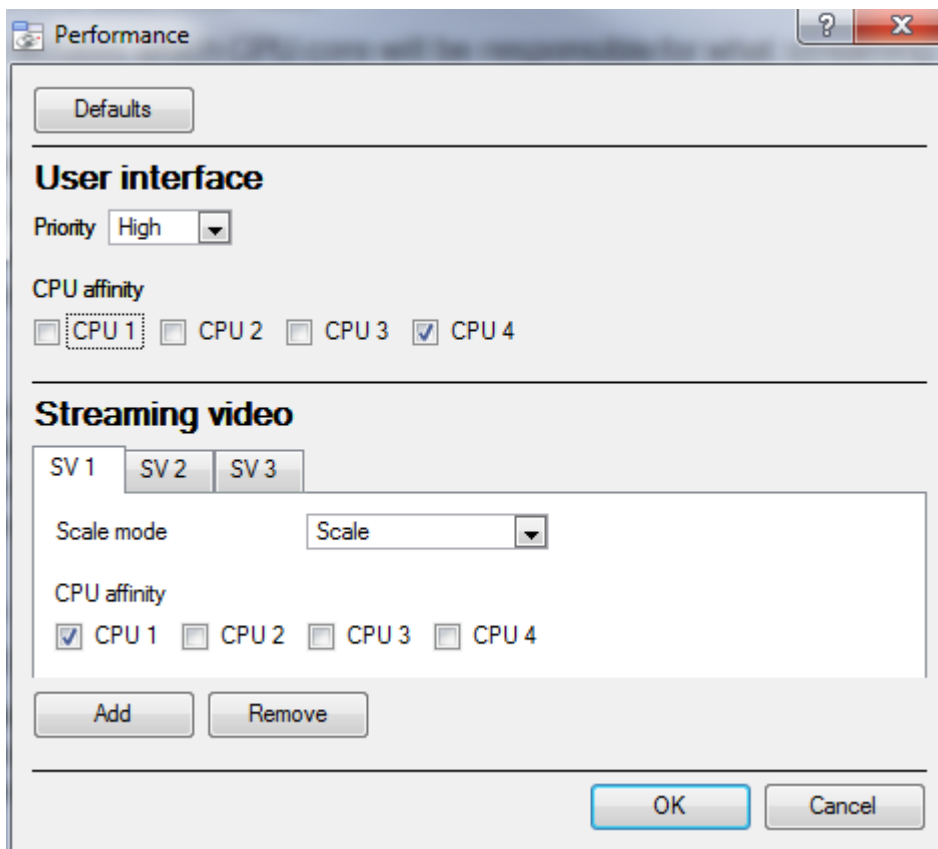 Performance
Defaults
User interface
Priority High
CPU affinity
CPU 1 CPU 2 CPU 3 CPU 4
Streaming video
SV 1 SV 2 SV 3
Scale mode Scale
CPU affinity
CPU 1 CPU 2 CPU 3 CPU 4
Add Remove
OK Cancel